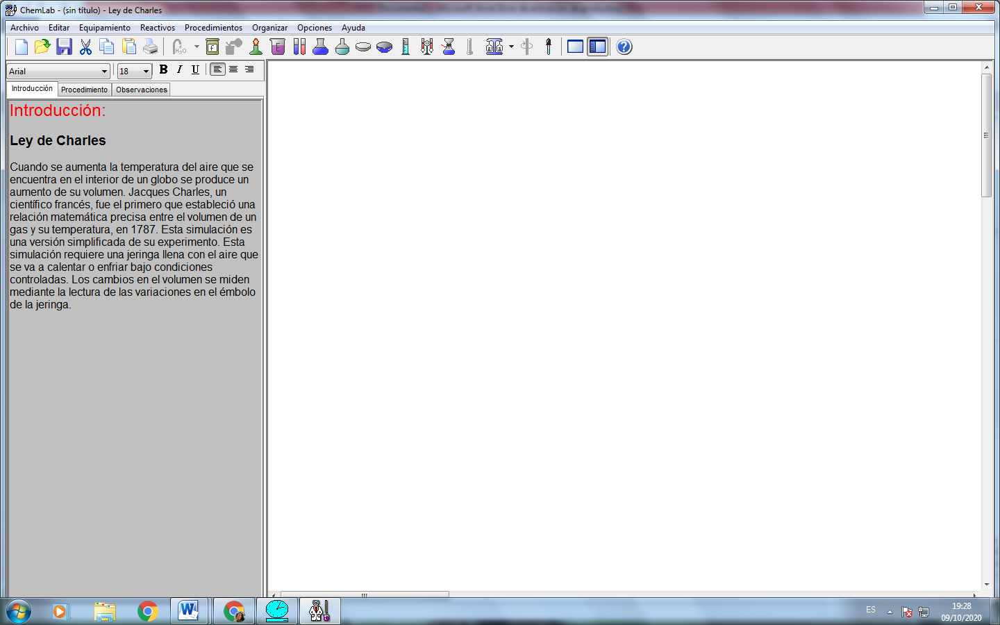 ChemLab - (sin título) - Ley de Charles
Archivo Editar Equipamiento Reactivos Procedimientos Organizar Opciones Ayuda
Arial 18 B I U
Introducción Procedimiento Observaciones
Introducción:
Ley de Charles
Cuando se aumenta la temperatura del aire que se
encuentra en el interior de un globo se produce un
aumento de su volumen. Jacques Charles, un
científico francés, fue el primero que estableció una
relación matemática precisa entre el volumen de un
gas y su temperatura, en 1787. Esta simulación es
una versión simplificada de su experimento. Esta
simulación requiere una jeringa llena con el aire que
se va a calentar o enfriar bajo condiciones
controladas. Los cambios en el volumen se miden
mediante la lectura de las variaciones en el émbolo
de la jeringa.
ES
19:28
09/10/2020